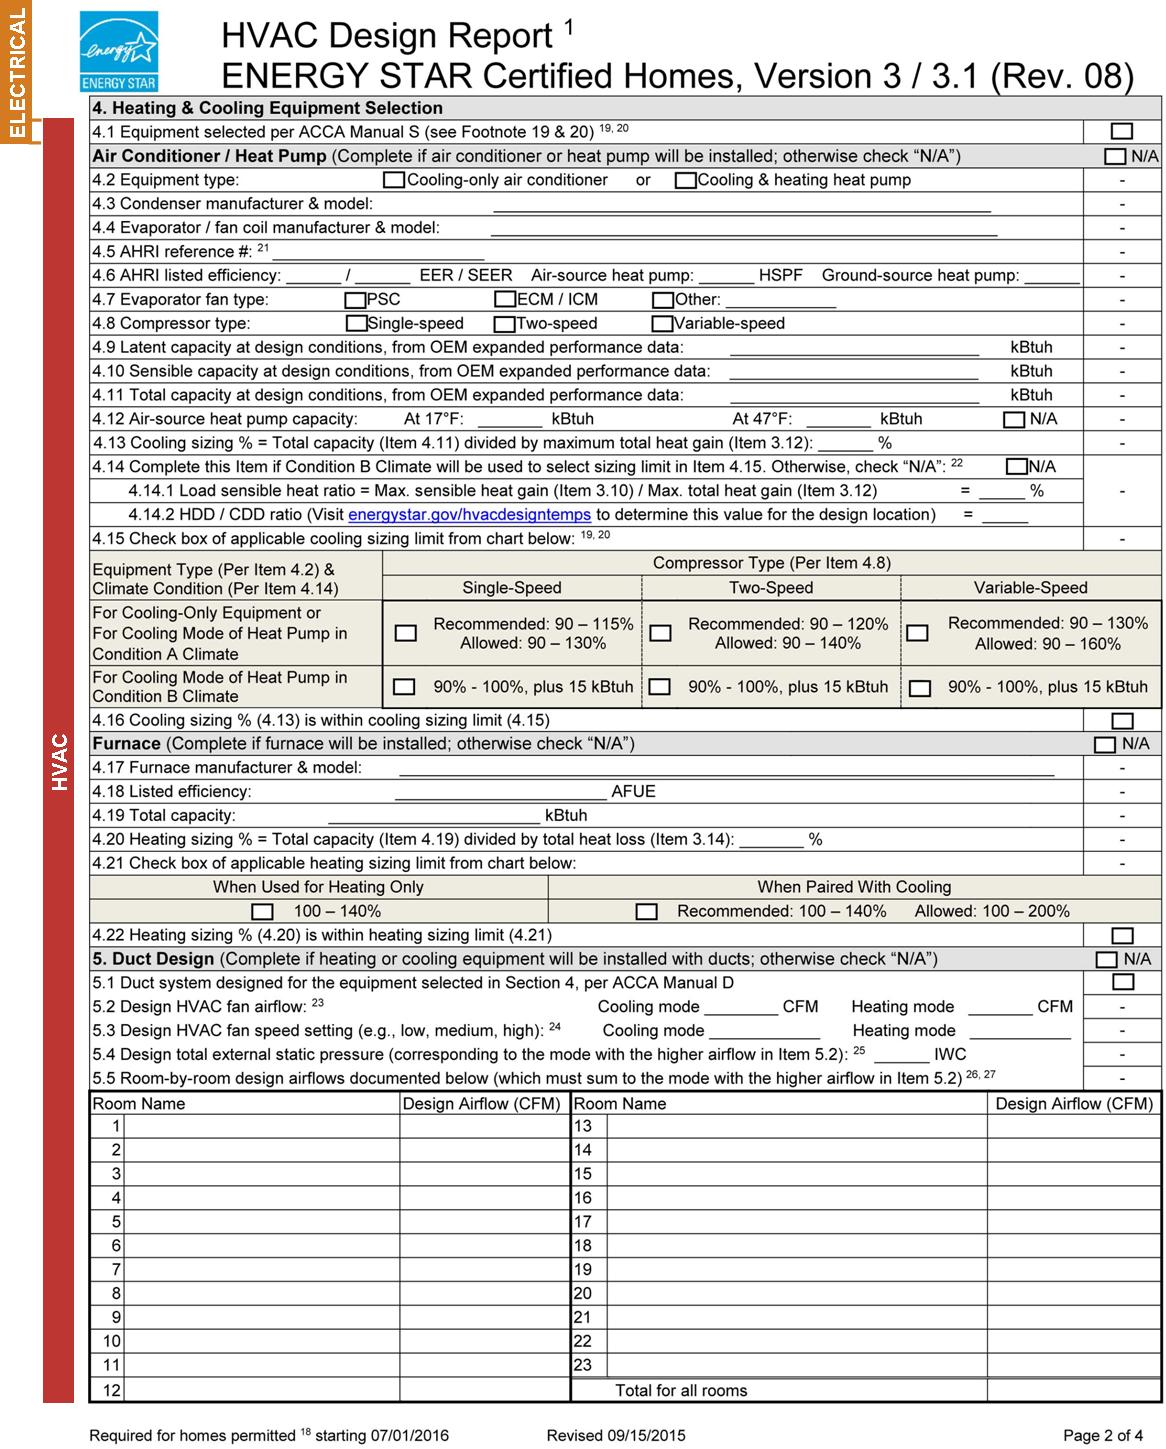 ELECTRICAL
HVAC
energy
ENERGY STAR
HVAC Design Report 1
ENERGY STAR Certified Homes, Version 3 / 3.1 (Rev. 08)
4. Heating & Cooling Equipment Selection
4.1 Equipment selected per ACCA Manual S (see Footnote 19 & 20) 19, 20
Air Conditioner / Heat Pump (Complete if air conditioner or heat pump will be installed; otherwise check “N/A”) N/A
4.2 Equipment type: Cooling-only air conditioner or Cooling & heating heat pump -
4.3 Condenser manufacturer & model: ____ -
4.4 Evaporator / fan coil manufacturer & model: ____ -
4.5 AHRI reference #: 21 ____ -
4.6 AHRI listed efficiency: ____ / ____ EER / SEER Air-source heat pump: ____ HSPF Ground-source heat pump: ____ -
4.7 Evaporator fan type: PSC ECM / ICM Other: ____ -
4.8 Compressor type: Single-speed Two-speed Variable-speed -
4.9 Latent capacity at design conditions, from OEM expanded performance data: ____ kBtuh -
4.10 Sensible capacity at design conditions, from OEM expanded performance data: ____ kBtuh -
4.11 Total capacity at design conditions, from OEM expanded performance data: ____ kBtuh -
4.12 Air-source heat pump capacity: At 17°F: ____ kBtuh At 47°F: ____ kBtuh N/A -
4.13 Cooling sizing % = Total capacity (Item 4.11) divided by maximum total heat gain (Item 3.12): ____ % -
4.14 Complete this Item if Condition B Climate will be used to select sizing limit in Item 4.15. Otherwise, check “N/A”: 22 N/A
4.14.1 Load sensible heat ratio = Max. sensible heat gain (Item 3.10) / Max. total heat gain (Item 3.12) = ____ % -
4.14.2 HDD / CDD ratio (Visit energystar.gov/hvacdesigntemps to determine this value for the design location) = ____
4.15 Check box of applicable cooling sizing limit from chart below: 19, 20 -
Equipment Type (Per Item 4.2) &
Climate Condition (Per Item 4.14)
Compressor Type (Per Item 4.8)
Single-Speed Two-Speed Variable-Speed
For Cooling-Only Equipment or
For Cooling Mode of Heat Pump in
Condition A Climate
Recommended: 90 – 115% Recommended: 90 – 120% Recommended: 90 – 130%
Allowed: 90 – 130% Allowed: 90 – 140% Allowed: 90 – 160%
For Cooling Mode of Heat Pump in
Condition B Climate
90% - 100%, plus 15 kBtuh 90% - 100%, plus 15 kBtuh 90% - 100%, plus 15 kBtuh
4.16 Cooling sizing % (4.13) is within cooling sizing limit (4.15)
Furnace (Complete if furnace will be installed; otherwise check “N/A”) N/A
4.17 Furnace manufacturer & model: ____ -
4.18 Listed efficiency: ____ AFUE -
4.19 Total capacity: ____ kBtuh -
4.20 Heating sizing % = Total capacity (Item 4.19) divided by total heat loss (Item 3.14): ____ % -
4.21 Check box of applicable heating sizing limit from chart below: -
When Used for Heating Only When Paired With Cooling
100 – 140% Recommended: 100 – 140% Allowed: 100 – 200%
4.22 Heating sizing % (4.20) is within heating sizing limit (4.21)
5. Duct Design (Complete if heating or cooling equipment will be installed with ducts; otherwise check “N/A”) N/A
5.1 Duct system designed for the equipment selected in Section 4, per ACCA Manual D
5.2 Design HVAC fan airflow: 23 Cooling mode ____ CFM Heating mode ____ CFM -
5.3 Design HVAC fan speed setting (e.g., low, medium, high): 24 Cooling mode ____ Heating mode ____ -
5.4 Design total external static pressure (corresponding to the mode with the higher airflow in Item 5.2): 25 ____ IWC -
5.5 Room-by-room design airflows documented below (which must sum to the mode with the higher airflow in Item 5.2) 26, 27 -
Room Name Design Airflow (CFM) Room Name Design Airflow (CFM)
1 13
2 14
3 15
4 16
5 17
6 18
7 19
8 20
9 21
10 22
11 23
12 Total for all rooms
Required for homes permitted 18 starting 07/01/2016 Revised 09/15/2015 Page 2 of 4